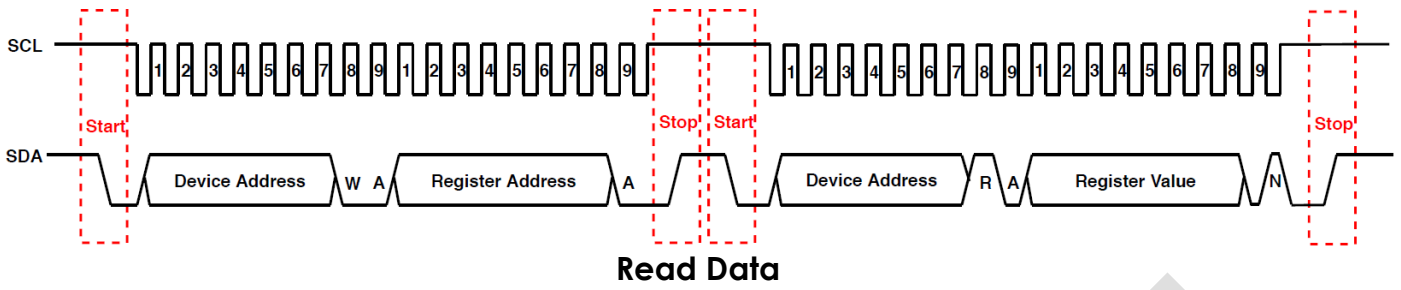 SCL 1 2 3 4 5 6 7 8 9 1 2 3 4 5 6 7 8 9 1 2 3 4 5 6 7 8 9 1 2 3 4 5 6 7 8 9
Start Stop Start Stop
SDA Device Address W A Register Address A Device Address R A Register Value N
Read Data